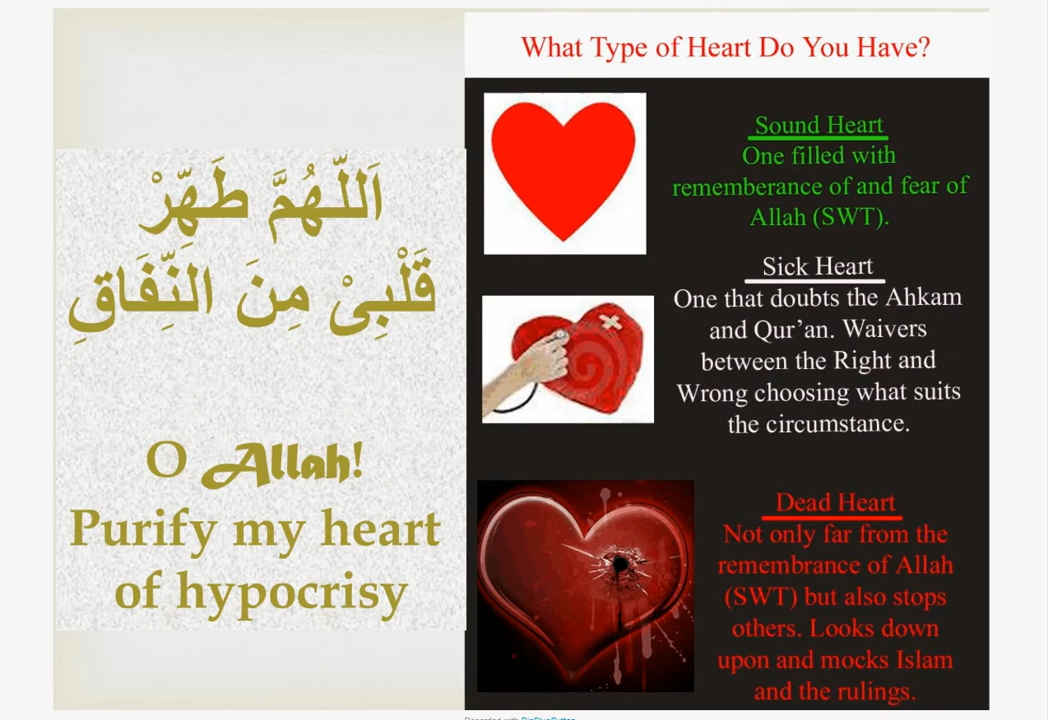 اَللّٰهُمَّ طَهِّرْ
قَلْبِىْ مِنَ النِّفَاقِ
O Allah!
Purify my heart
of hypocrisy
What Type of Heart Do You Have?
Sound Heart
One filled with
rememberance of and fear of
Allah (SWT).
Sick Heart
One that doubts the Ahkam
and Qur’an. Waivers
between the Right and
Wrong choosing what suits
the circumstance.
Dead Heart
Not only far from the
remembrance of Allah
(SWT) but also stops
others. Looks down
upon and mocks Islam
and the rulings.
Recorded with BigBlueButton